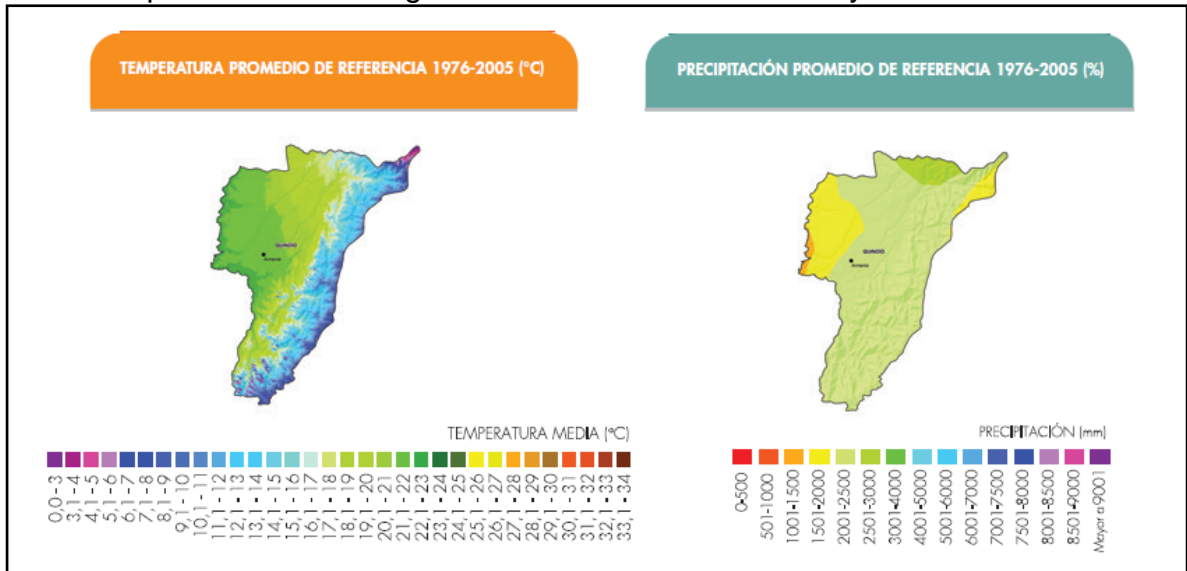 TEMPERATURA PROMEDIO DE REFERENCIA 1976-2005 (°C)
PRECIPITACIÓN PROMEDIO DE REFERENCIA 1976-2005 (%)
QUINDIO
Armenia
QUINDIO
Armenia
TEMPERATURA MEDIA (°C)
0,0 - 3
3,1 - 4
4,1 - 5
5,1 - 6
6,1 - 7
7,1 - 8
8,1 - 9
9,1 - 10
10,1 - 11
11,1 - 12
12,1 - 13
13,1 - 14
14,1 - 15
15,1 - 16
16,1 - 17
17,1 - 18
18,1 - 19
19,1 - 20
20,1 - 21
21,1 - 22
22,1 - 23
23,1 - 24
24,1 - 25
25,1 - 26
26,1 - 27
27,1 - 28
28,1 - 29
29,1 - 30
30,1 - 31
31,1 - 32
32,1 - 33
33,1 - 34
PRECIPITACIÓN (mm)
0-500
501-1000
1001-1500
1501-2000
2001-2500
2501-3000
3001-4000
4001-5000
5001-6000
6001-7000
7001-7500
7501-8000
8001-8500
8501-9000
Mayor a 9001